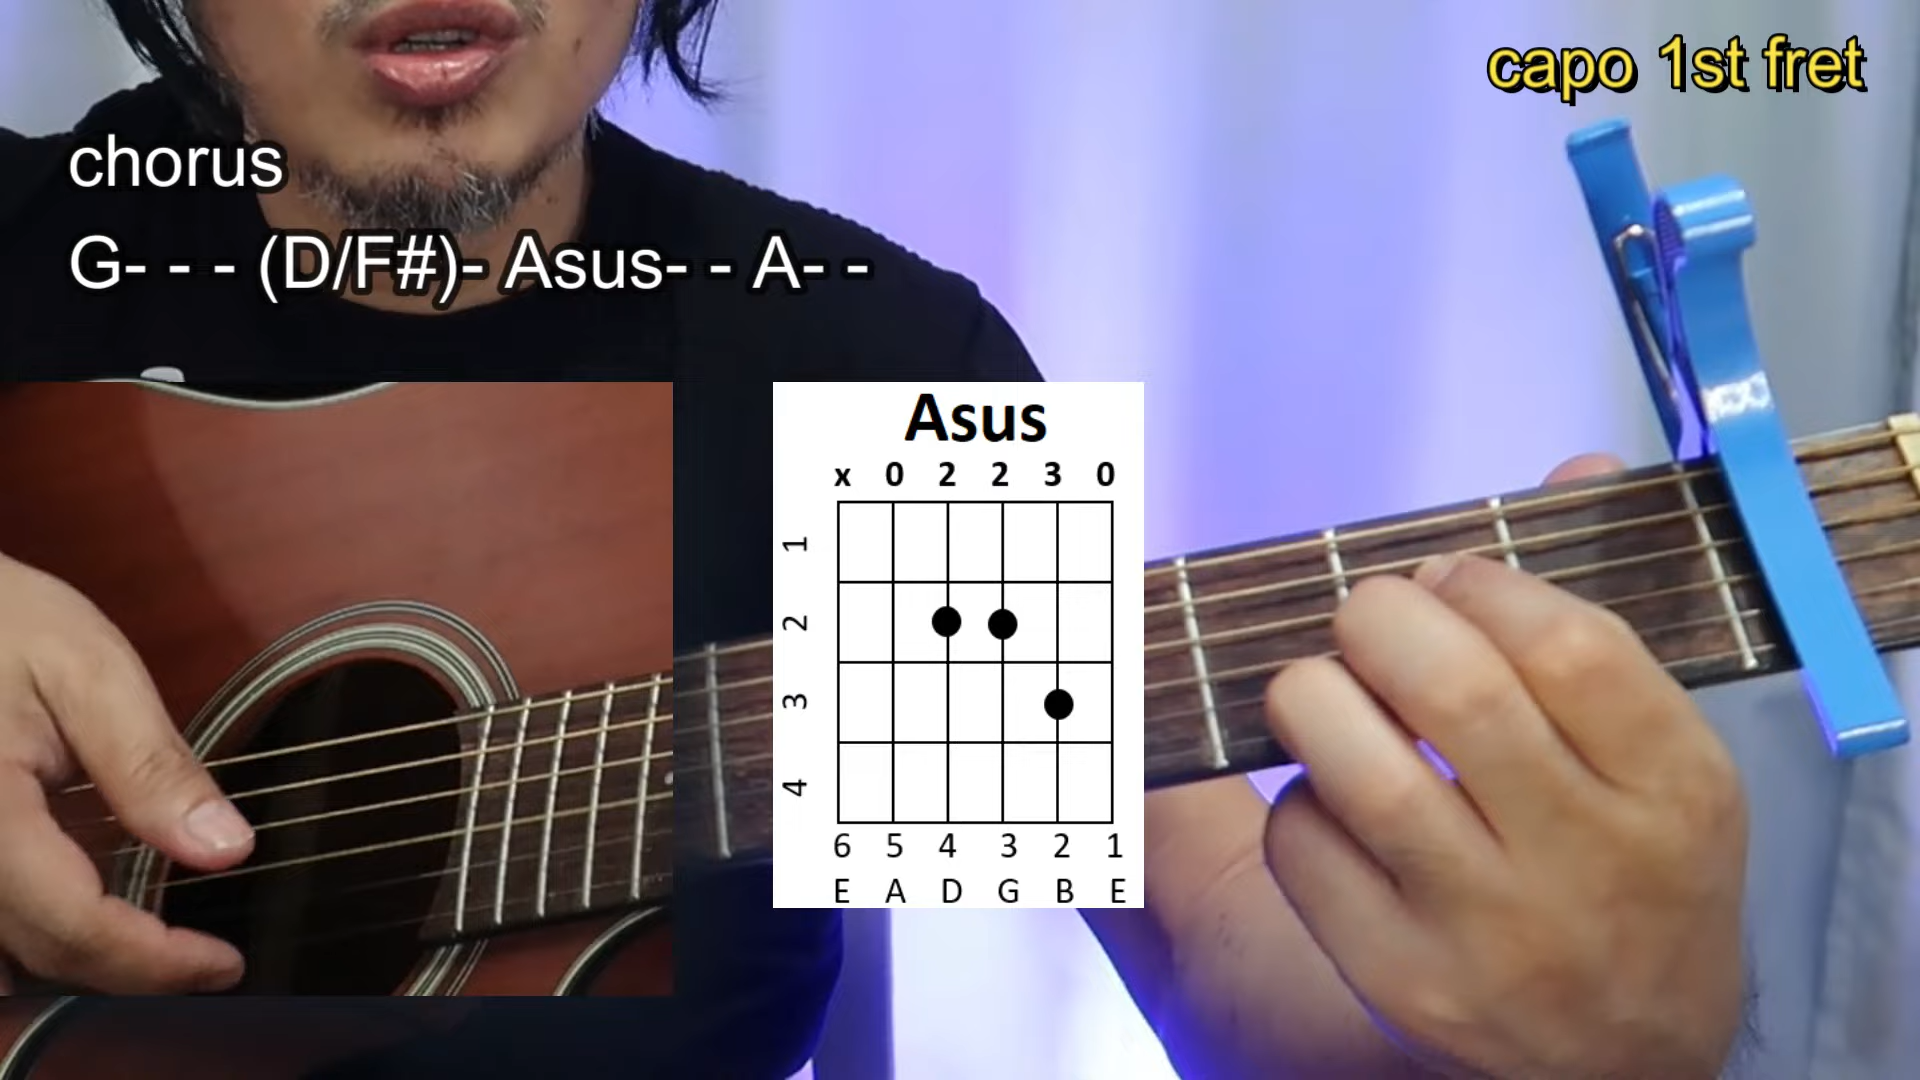 capo 1st fret
chorus
G- - - (D/F#)- Asus- - A- -
Asus
x 0 2 2 3 0
1
2
3
4
6 5 4 3 2 1
E A D G B E